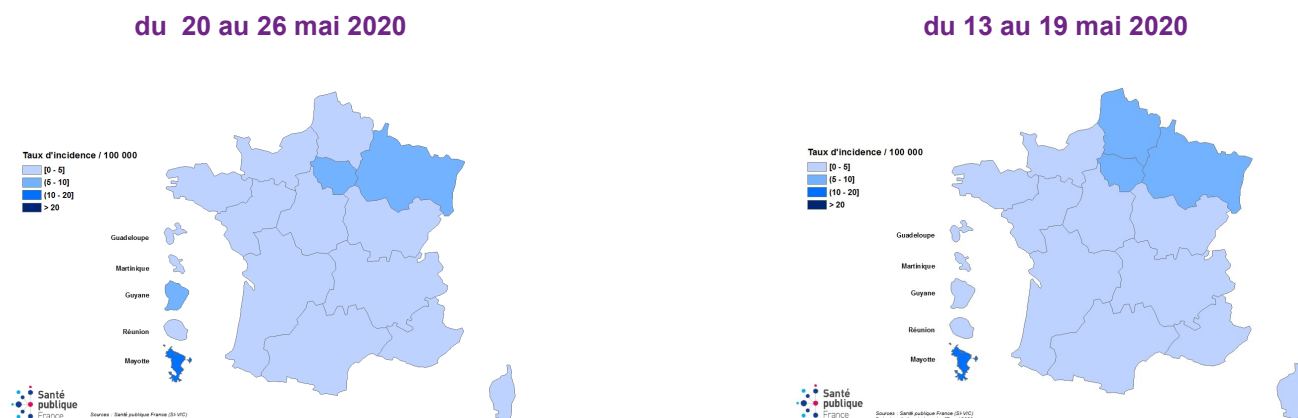 du 20 au 26 mai 2020
Taux d'incidence / 100 000
[0 - 5]
(5 - 10]
(10 - 20]
> 20
Guadeloupe
Martinique
Guyane
Réunion
Mayotte
Santé
publique
France
Sources : Santé publique France (SI-VIC)
du 13 au 19 mai 2020
Taux d'incidence / 100 000
[0 - 5]
(5 - 10]
(10 - 20]
> 20
Guadeloupe
Martinique
Guyane
Réunion
Mayotte
Santé
publique
France
Sources : Santé publique France (SI-VIC)